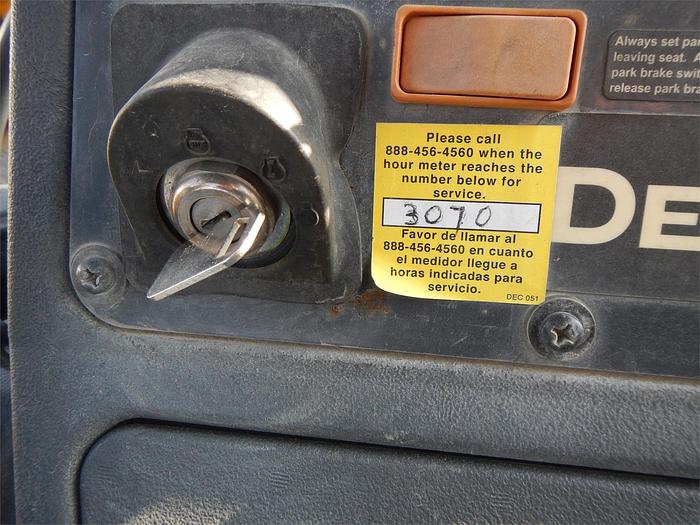 Always set par
leaving seat. A
park brake swit
release park bra
Please call
888-456-4560 when the
hour meter reaches the
number below for
service.
3070
Favor de llamar al
888-456-4560 en cuanto
el medidor llegue a
horas indicadas para
servicio.
DEC 051
DE